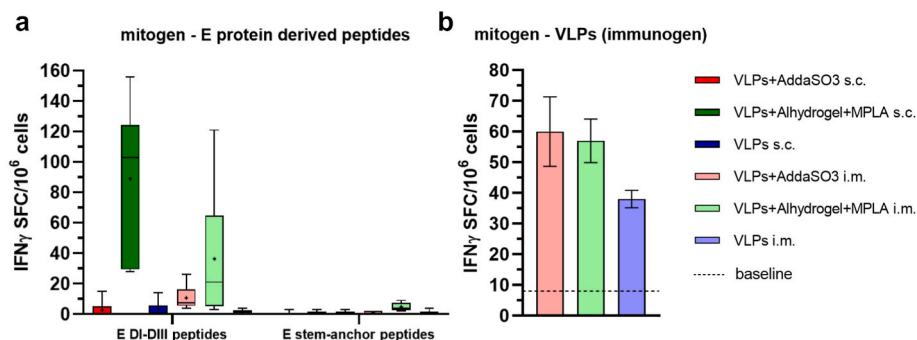 a
mitogen - E protein derived peptides
IFNγ SFC/10⁶ cells
160
140
120
100
80
60
40
20
0
E DI-DIII peptides
E stem-anchor peptides
b
mitogen - VLPs (immunogen)
IFNγ SFC/10⁶ cells
80
70
60
50
40
30
20
10
0
VLPs+AddaSO3 s.c.
VLPs+Alhydrogel+MPLA s.c.
VLPs s.c.
VLPs+AddaSO3 i.m.
VLPs+Alhydrogel+MPLA i.m.
VLPs i.m.
baseline